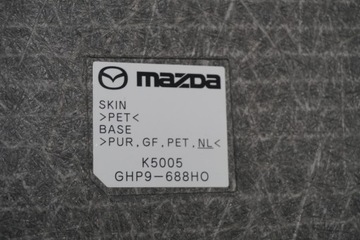 mazda
SKIN
>PET<
BASE
>PUR,GF,PET,NL<
K5005
GHP9-688H0